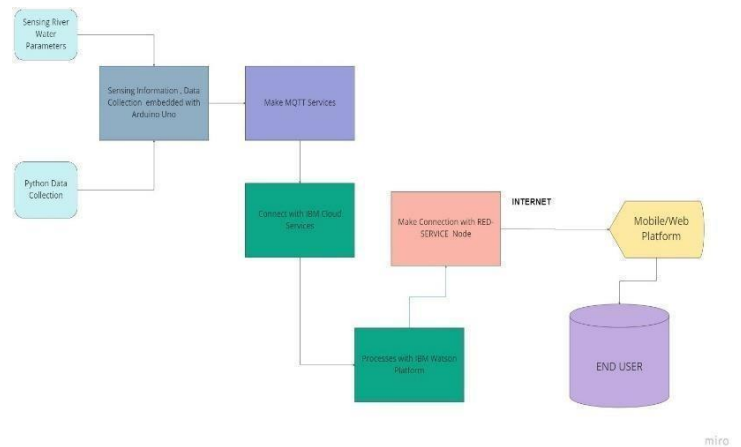 Sensing River
Water
Parameters
Sensing Information , Data
Collection embedded with
Arduino Uno
Make MQTT Services
Python Data
Collection
Connect with IBM Cloud
Services
Make Connection with RED-
SERVICE Node
INTERNET
Mobile/Web
Platform
Processes with IBM Watson
Platform
END USER
miro